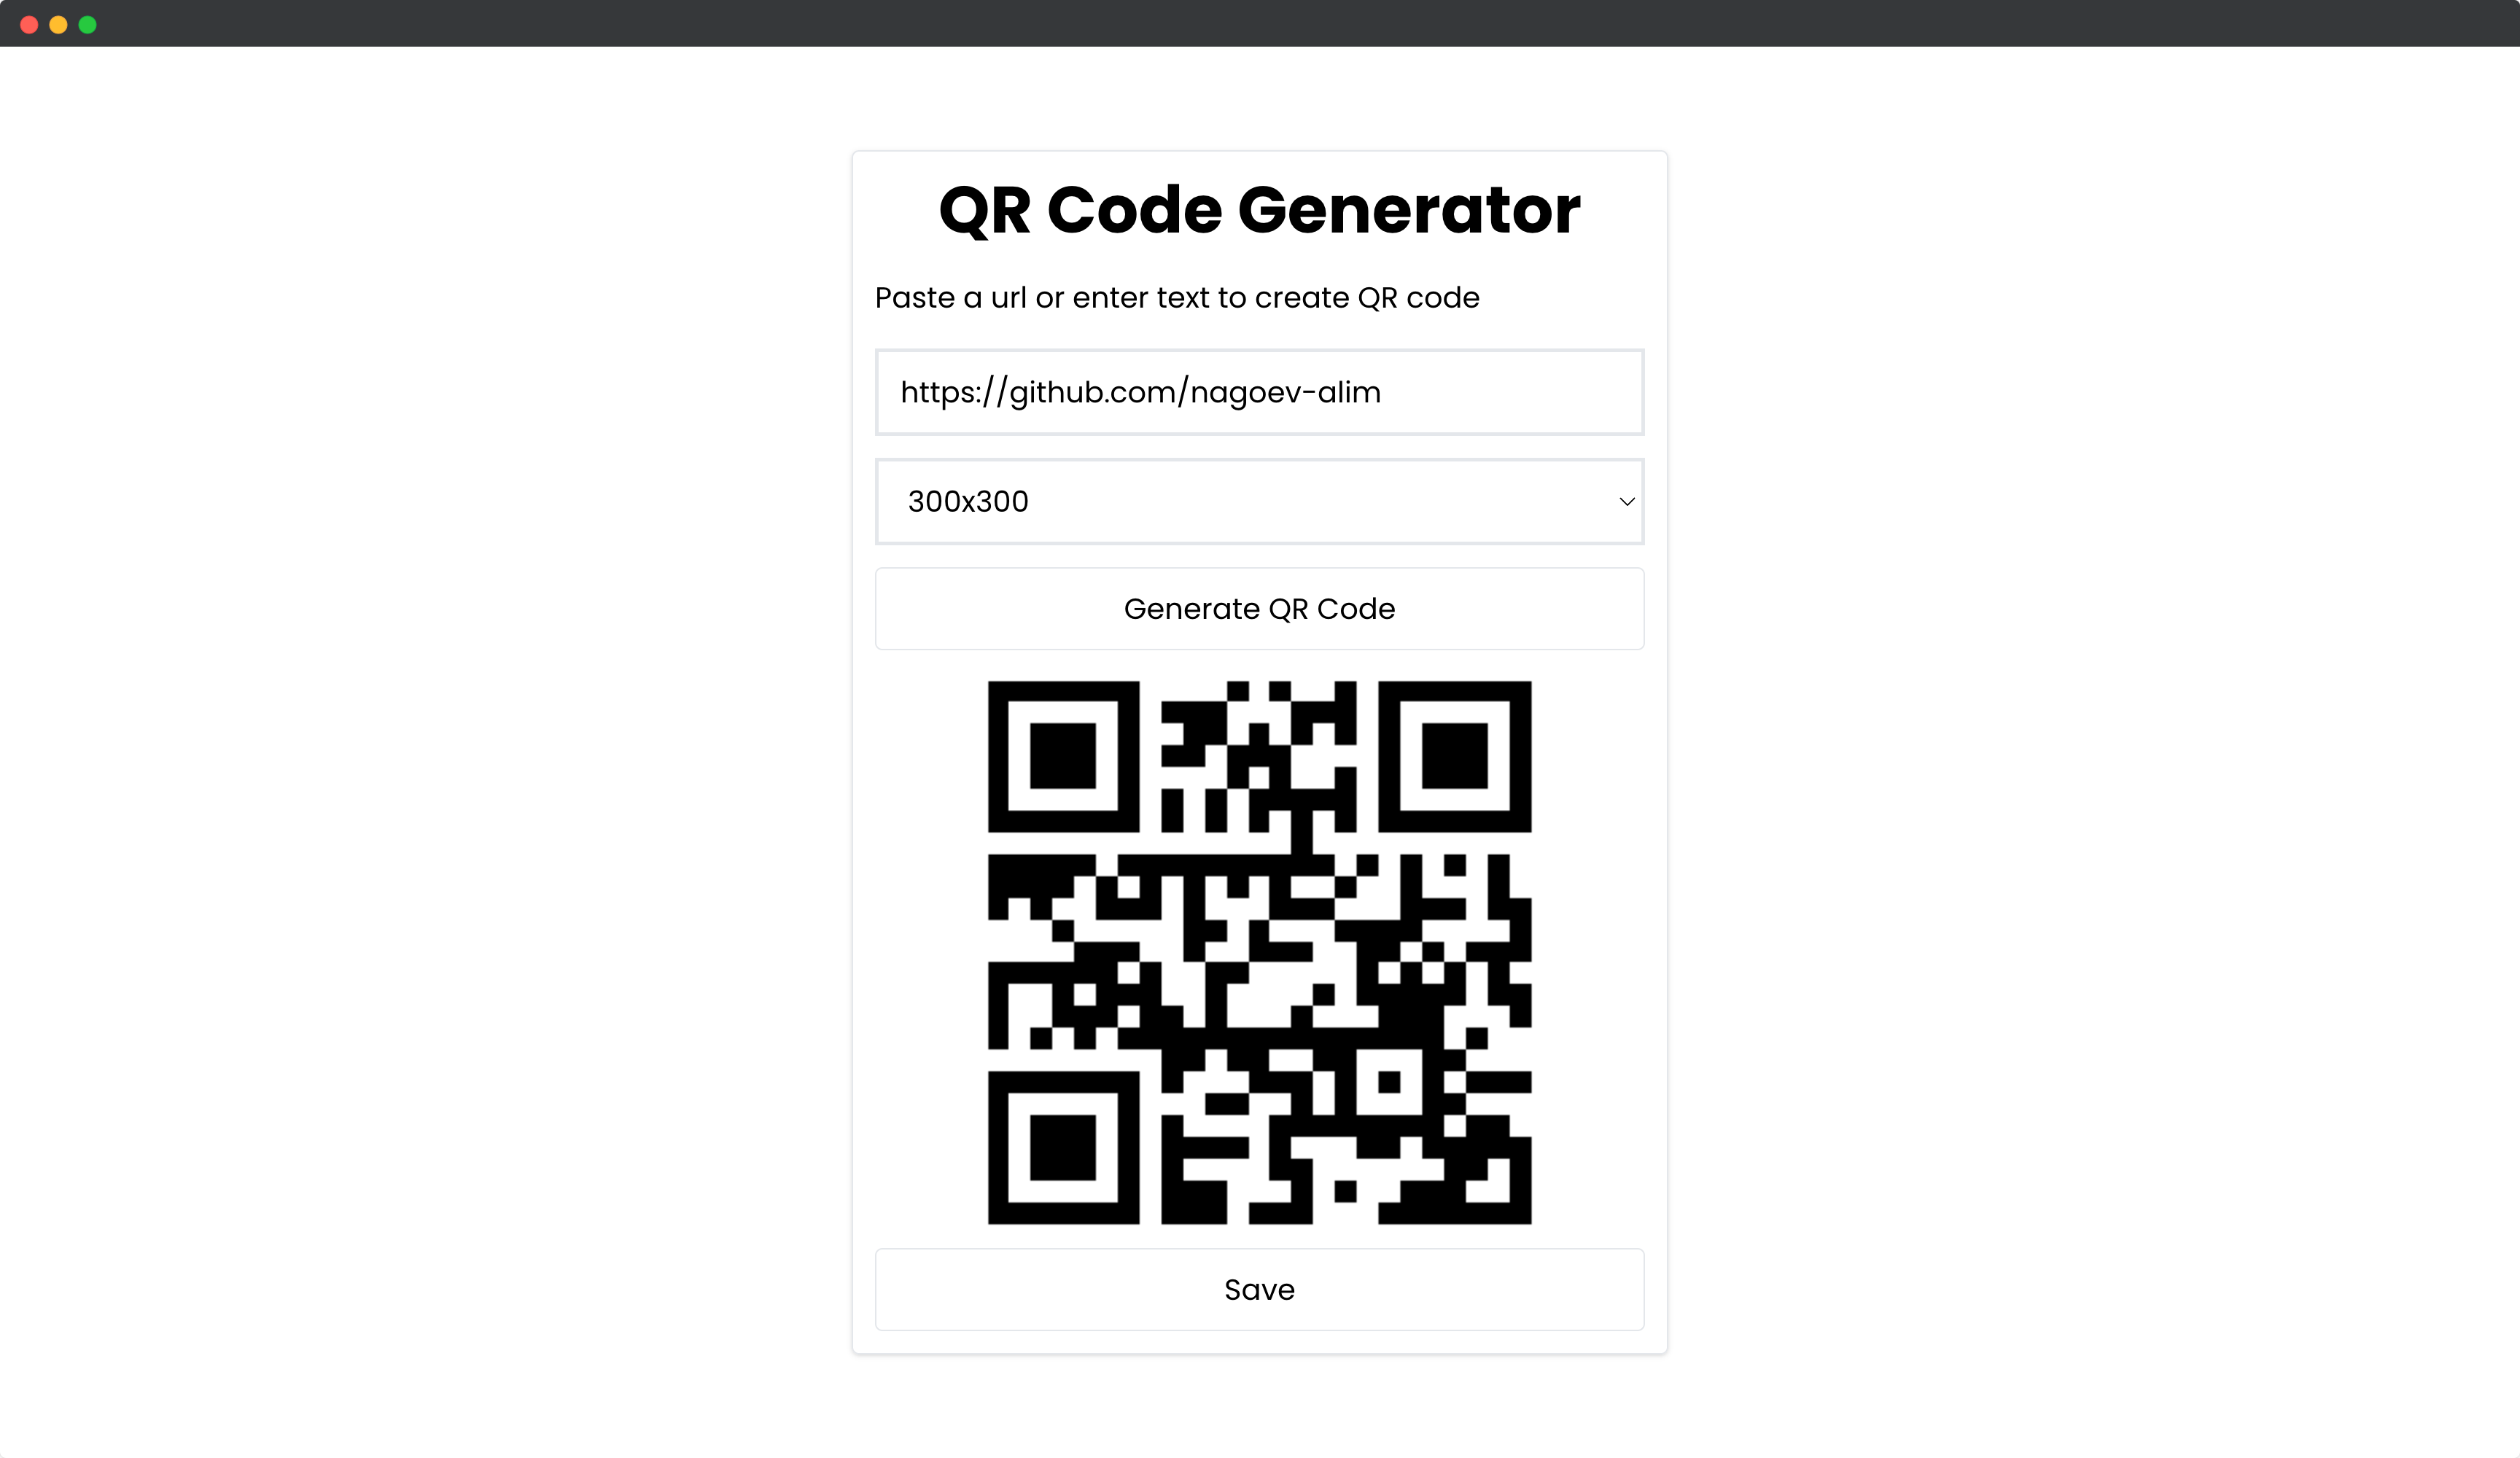 QR Code Generator
Paste a url or enter text to create QR code
https://github.com/nagoev-alim
300x300
Generate QR Code
Save